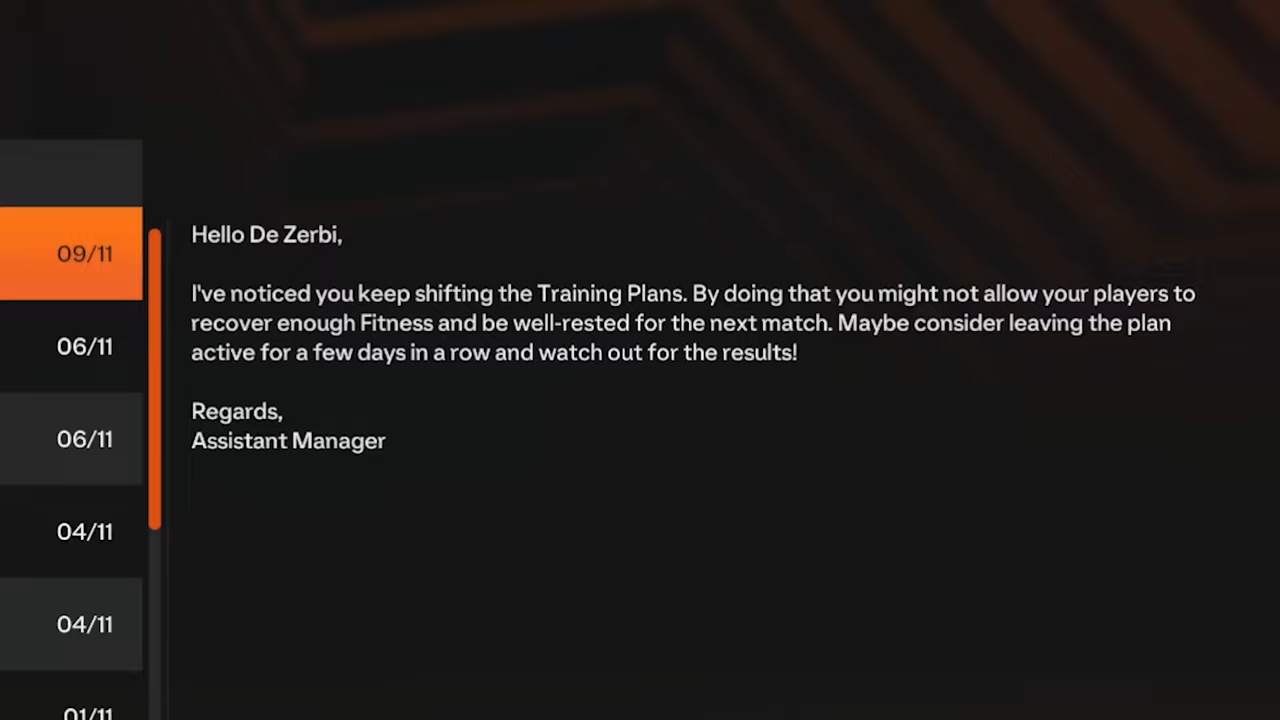 09/11
06/11
06/11
04/11
04/11
01/11
Hello De Zerbi,
I've noticed you keep shifting the Training Plans. By doing that you might not allow your players to
recover enough Fitness and be well-rested for the next match. Maybe consider leaving the plan
active for a few days in a row and watch out for the results!
Regards,
Assistant Manager